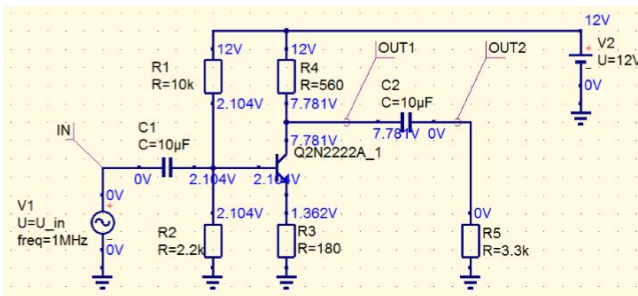 12V
12V
12V
OUT1
OUT2
V2
U=12V
R1
R=10k
R4
R=560
C2
C=10µF
0V
2.104V
7.781V
IN
C1
C=10µF
7.781V
7.781V
0V
Q2N2222A_1
0V
2.104V
2.104V
0V
V1
U=U_in
freq=1MHz
2.104V
1.362V
0V
R2
R=2.2k
R3
R=180
R5
R=3.3k
0V